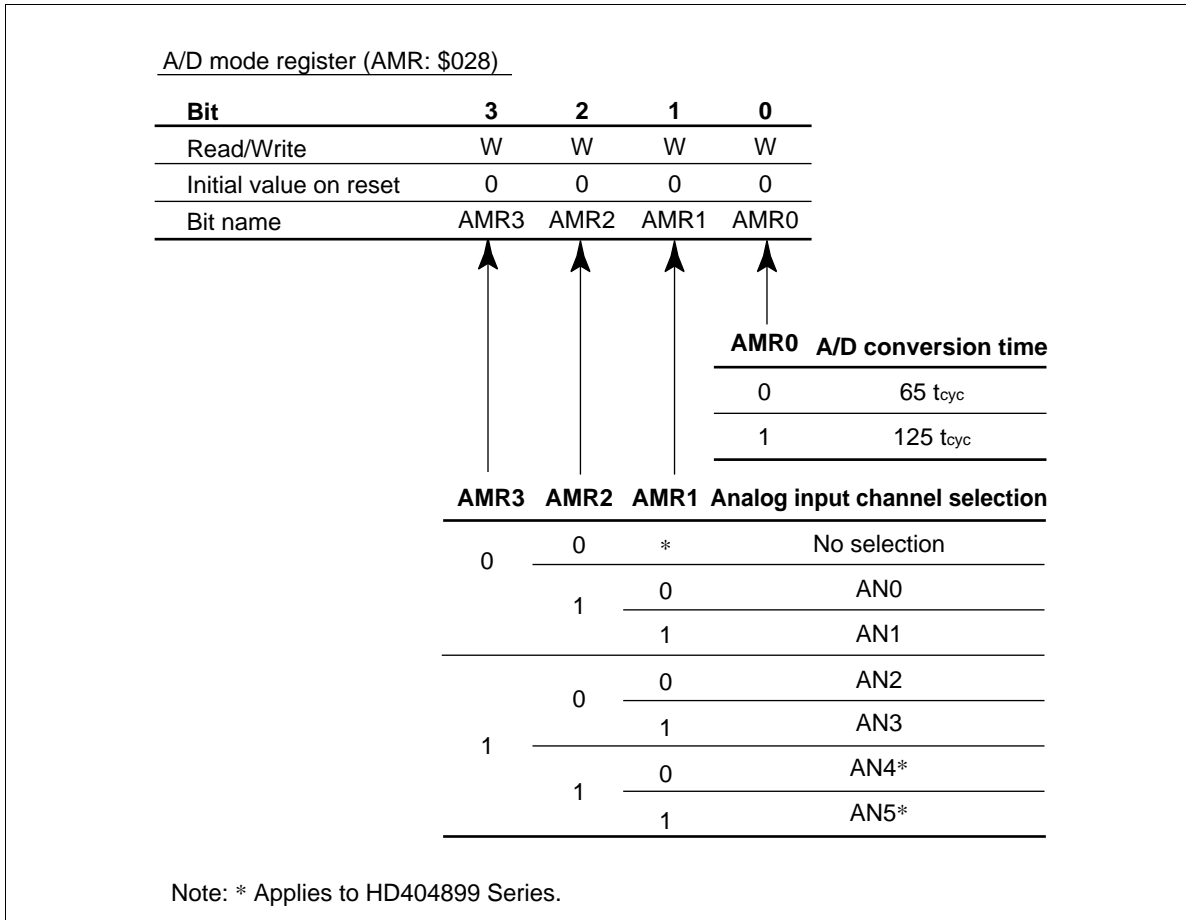 A/D mode register (AMR: $028)
Bit 3 2 1 0
Read/Write W W W W
Initial value on reset 0 0 0 0
Bit name AMR3 AMR2 AMR1 AMR0
AMR0 A/D conversion time
0 65 tcyc
1 125 tcyc
AMR3 AMR2 AMR1 Analog input channel selection
0 0 * No selection
1 0 AN0
1 AN1
1 0 0 AN2
1 AN3
1 0 AN4*
1 AN5*
Note: * Applies to HD404899 Series.